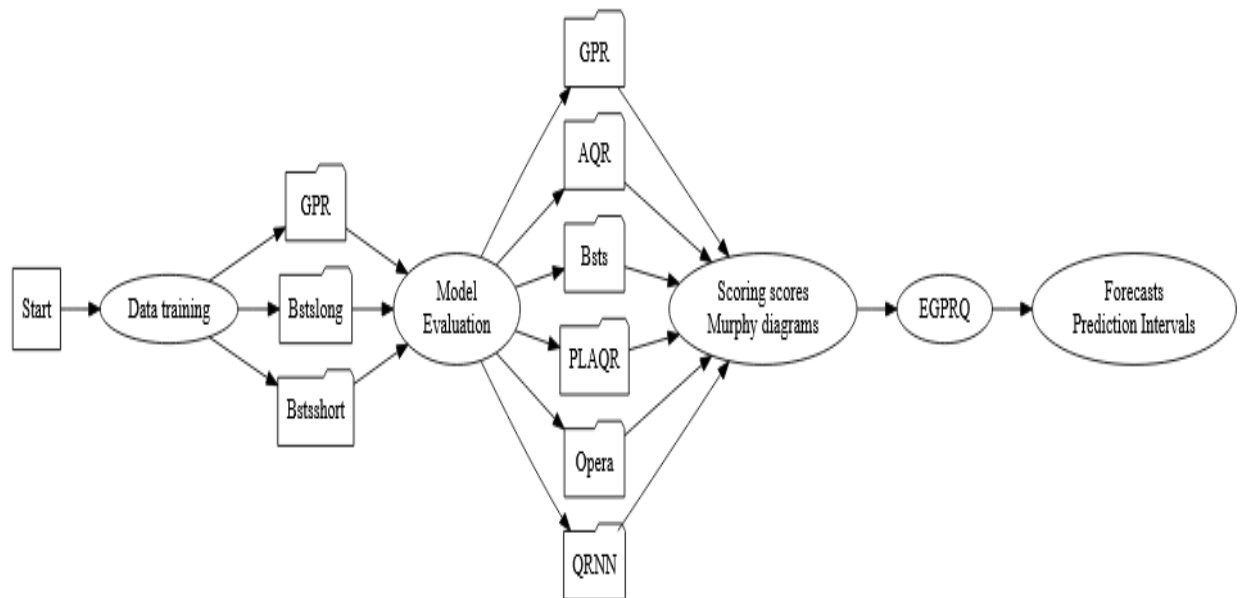 Start
Data training
GPR
Bstslong
Bstsshort
Model
Evaluation
GPR
AQR
Bsts
PLAQR
Opera
QRNN
Scoring scores
Murphy diagrams
EGPRQ
Forecasts
Prediction Intervals